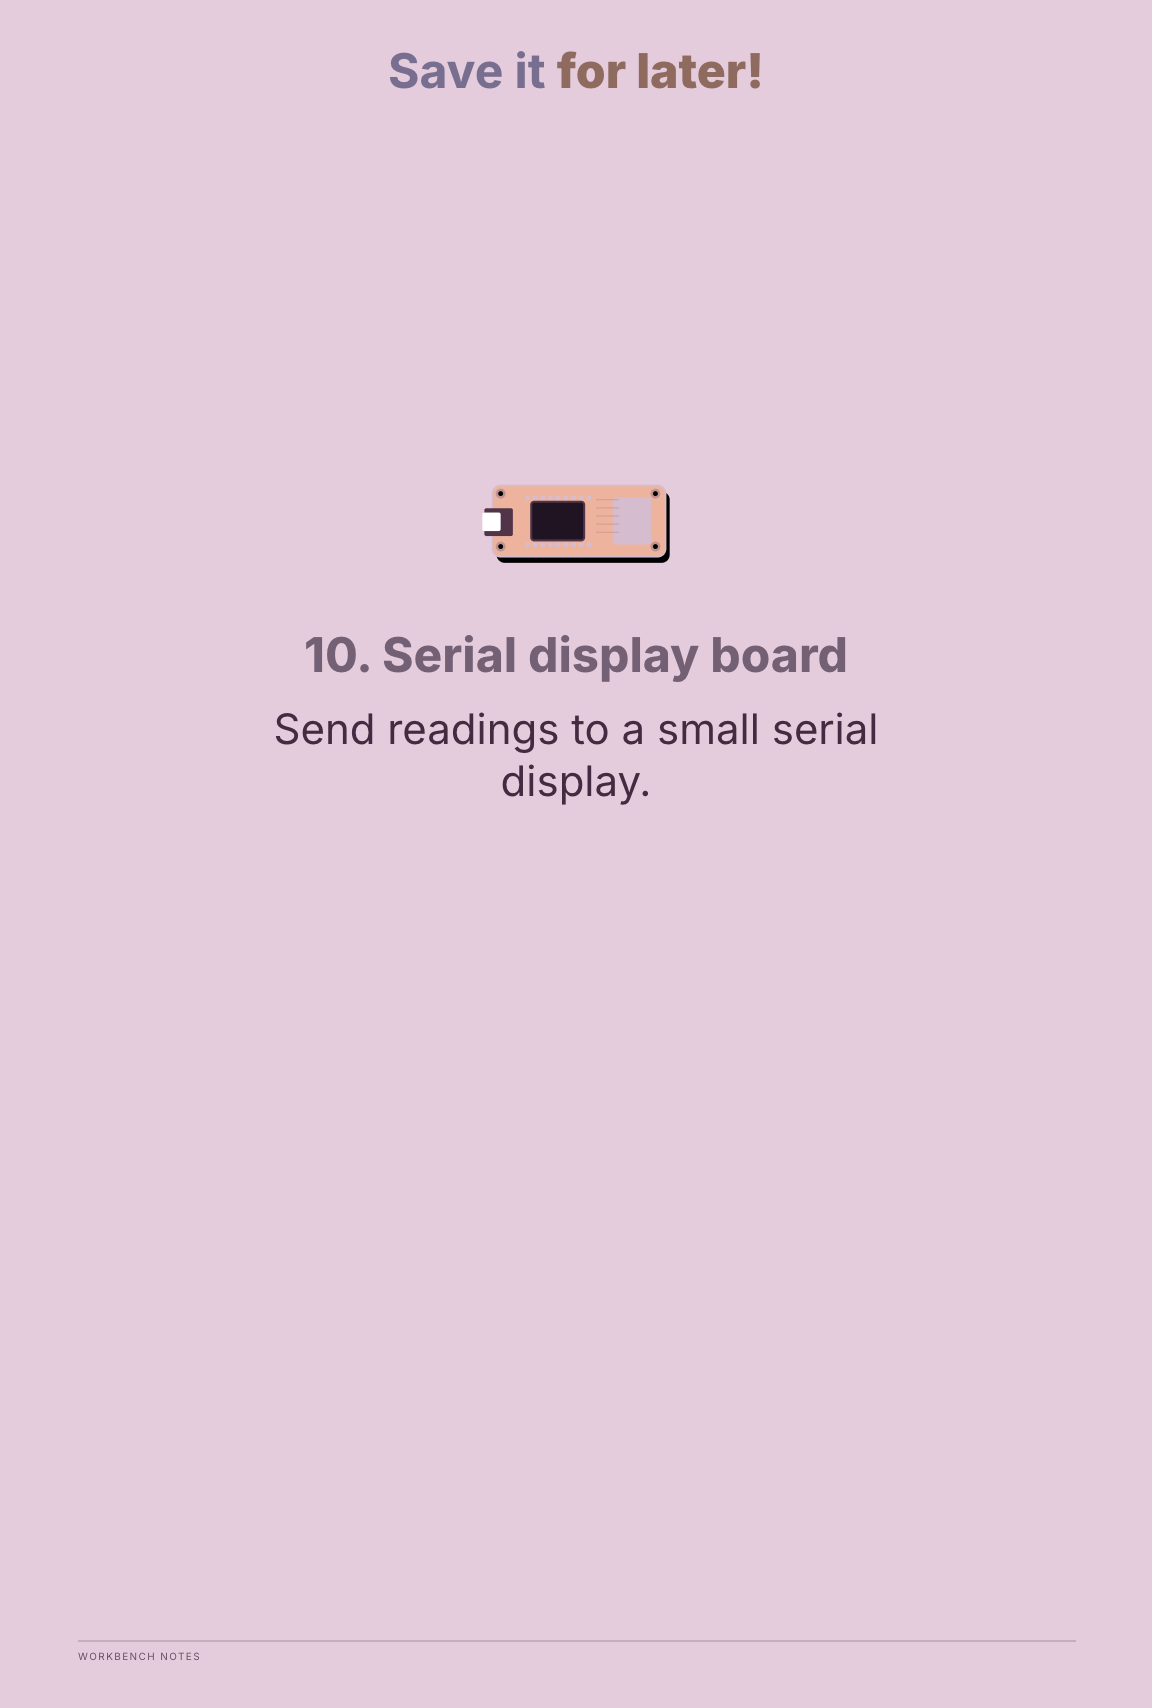 Save it for later!
10. Serial display board
Send readings to a small serial
display.
WORKBENCH NOTES